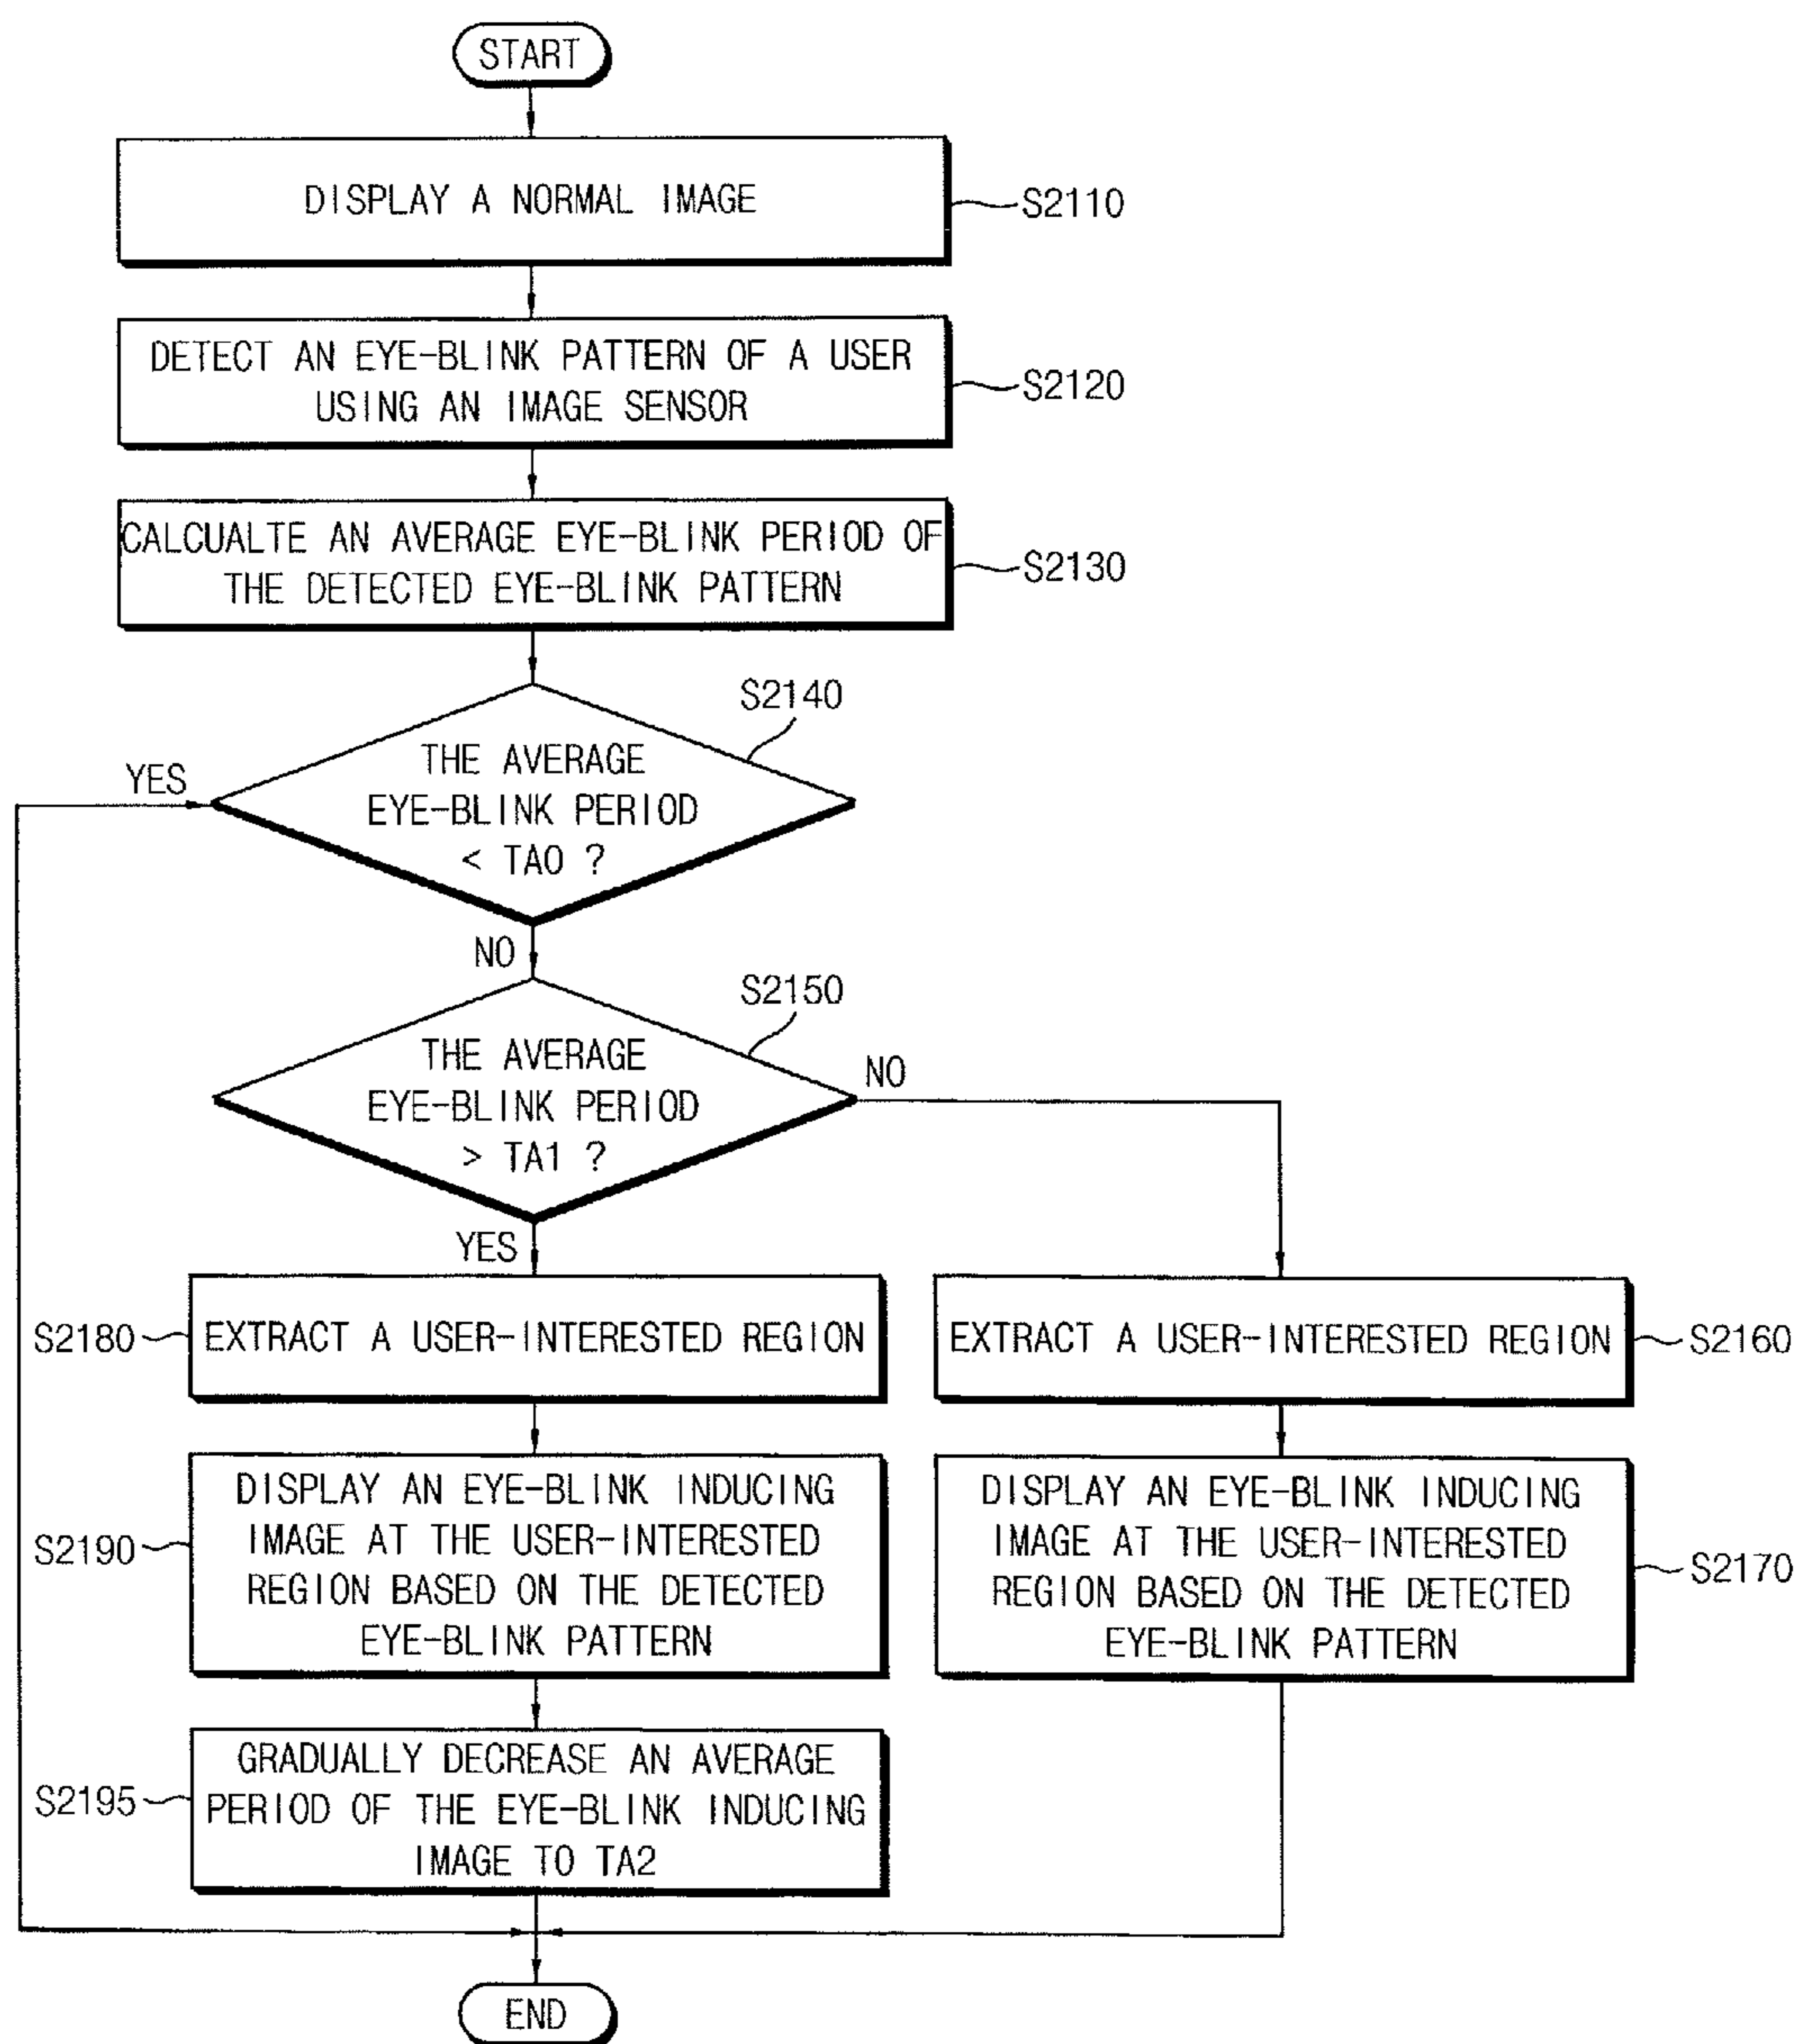 START
DISPLAY A NORMAL IMAGE
S2110
DETECT AN EYE-BLINK PATTERN OF A USER
USING AN IMAGE SENSOR
S2120
CALCUALTE AN AVERAGE EYE-BLINK PERIOD OF
THE DETECTED EYE-BLINK PATTERN
S2130
S2140
THE AVERAGE
EYE-BLINK PERIOD
< TA0 ?
YES
NO
S2150
THE AVERAGE
EYE-BLINK PERIOD
> TA1 ?
NO
YES
S2180
EXTRACT A USER-INTERESTED REGION
EXTRACT A USER-INTERESTED REGION
S2160
S2190
DISPLAY AN EYE-BLINK INDUCING
IMAGE AT THE USER-INTERESTED
REGION BASED ON THE DETECTED
EYE-BLINK PATTERN
DISPLAY AN EYE-BLINK INDUCING
IMAGE AT THE USER-INTERESTED
REGION BASED ON THE DETECTED
EYE-BLINK PATTERN
S2170
S2195
GRADUALLY DECREASE AN AVERAGE
PERIOD OF THE EYE-BLINK INDUCING
IMAGE TO TA2
END